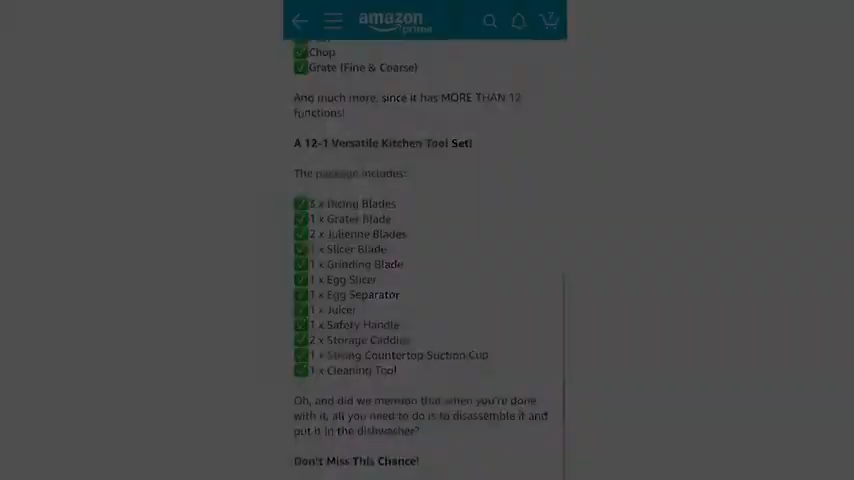 amazon
prime
7
Chop
Grate (Fine & Coarse)
And much more, since it has MORE THAN 12
functions!
A 12-1 Versatile Kitchen Tool Set!
The package includes:
3 x Dicing Blades
1 x Grater Blade
2 x Julienne Blades
1 x Slicer Blade
1 x Grinding Blade
1 x Egg Slicer
1 x Egg Separator
1 x Juicer
1 x Safety Handle
2 x Storage Caddies
1 x Strong Countertop Suction Cup
1 x Cleaning Tool
Oh, and did we mention that when you're done
with it, all you need to do is to disassemble it and
put it in the dishwasher?
Don't Miss This Chance!